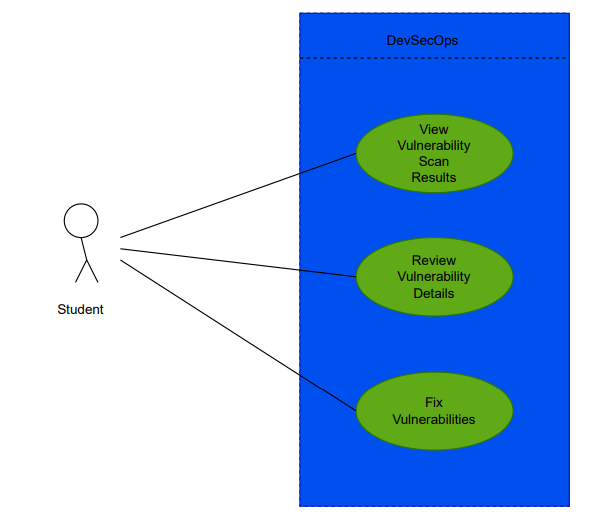 DevSecOps
View
Vulnerability
Scan
Results
Review
Vulnerability
Details
Student
Fix
Vulnerabilities